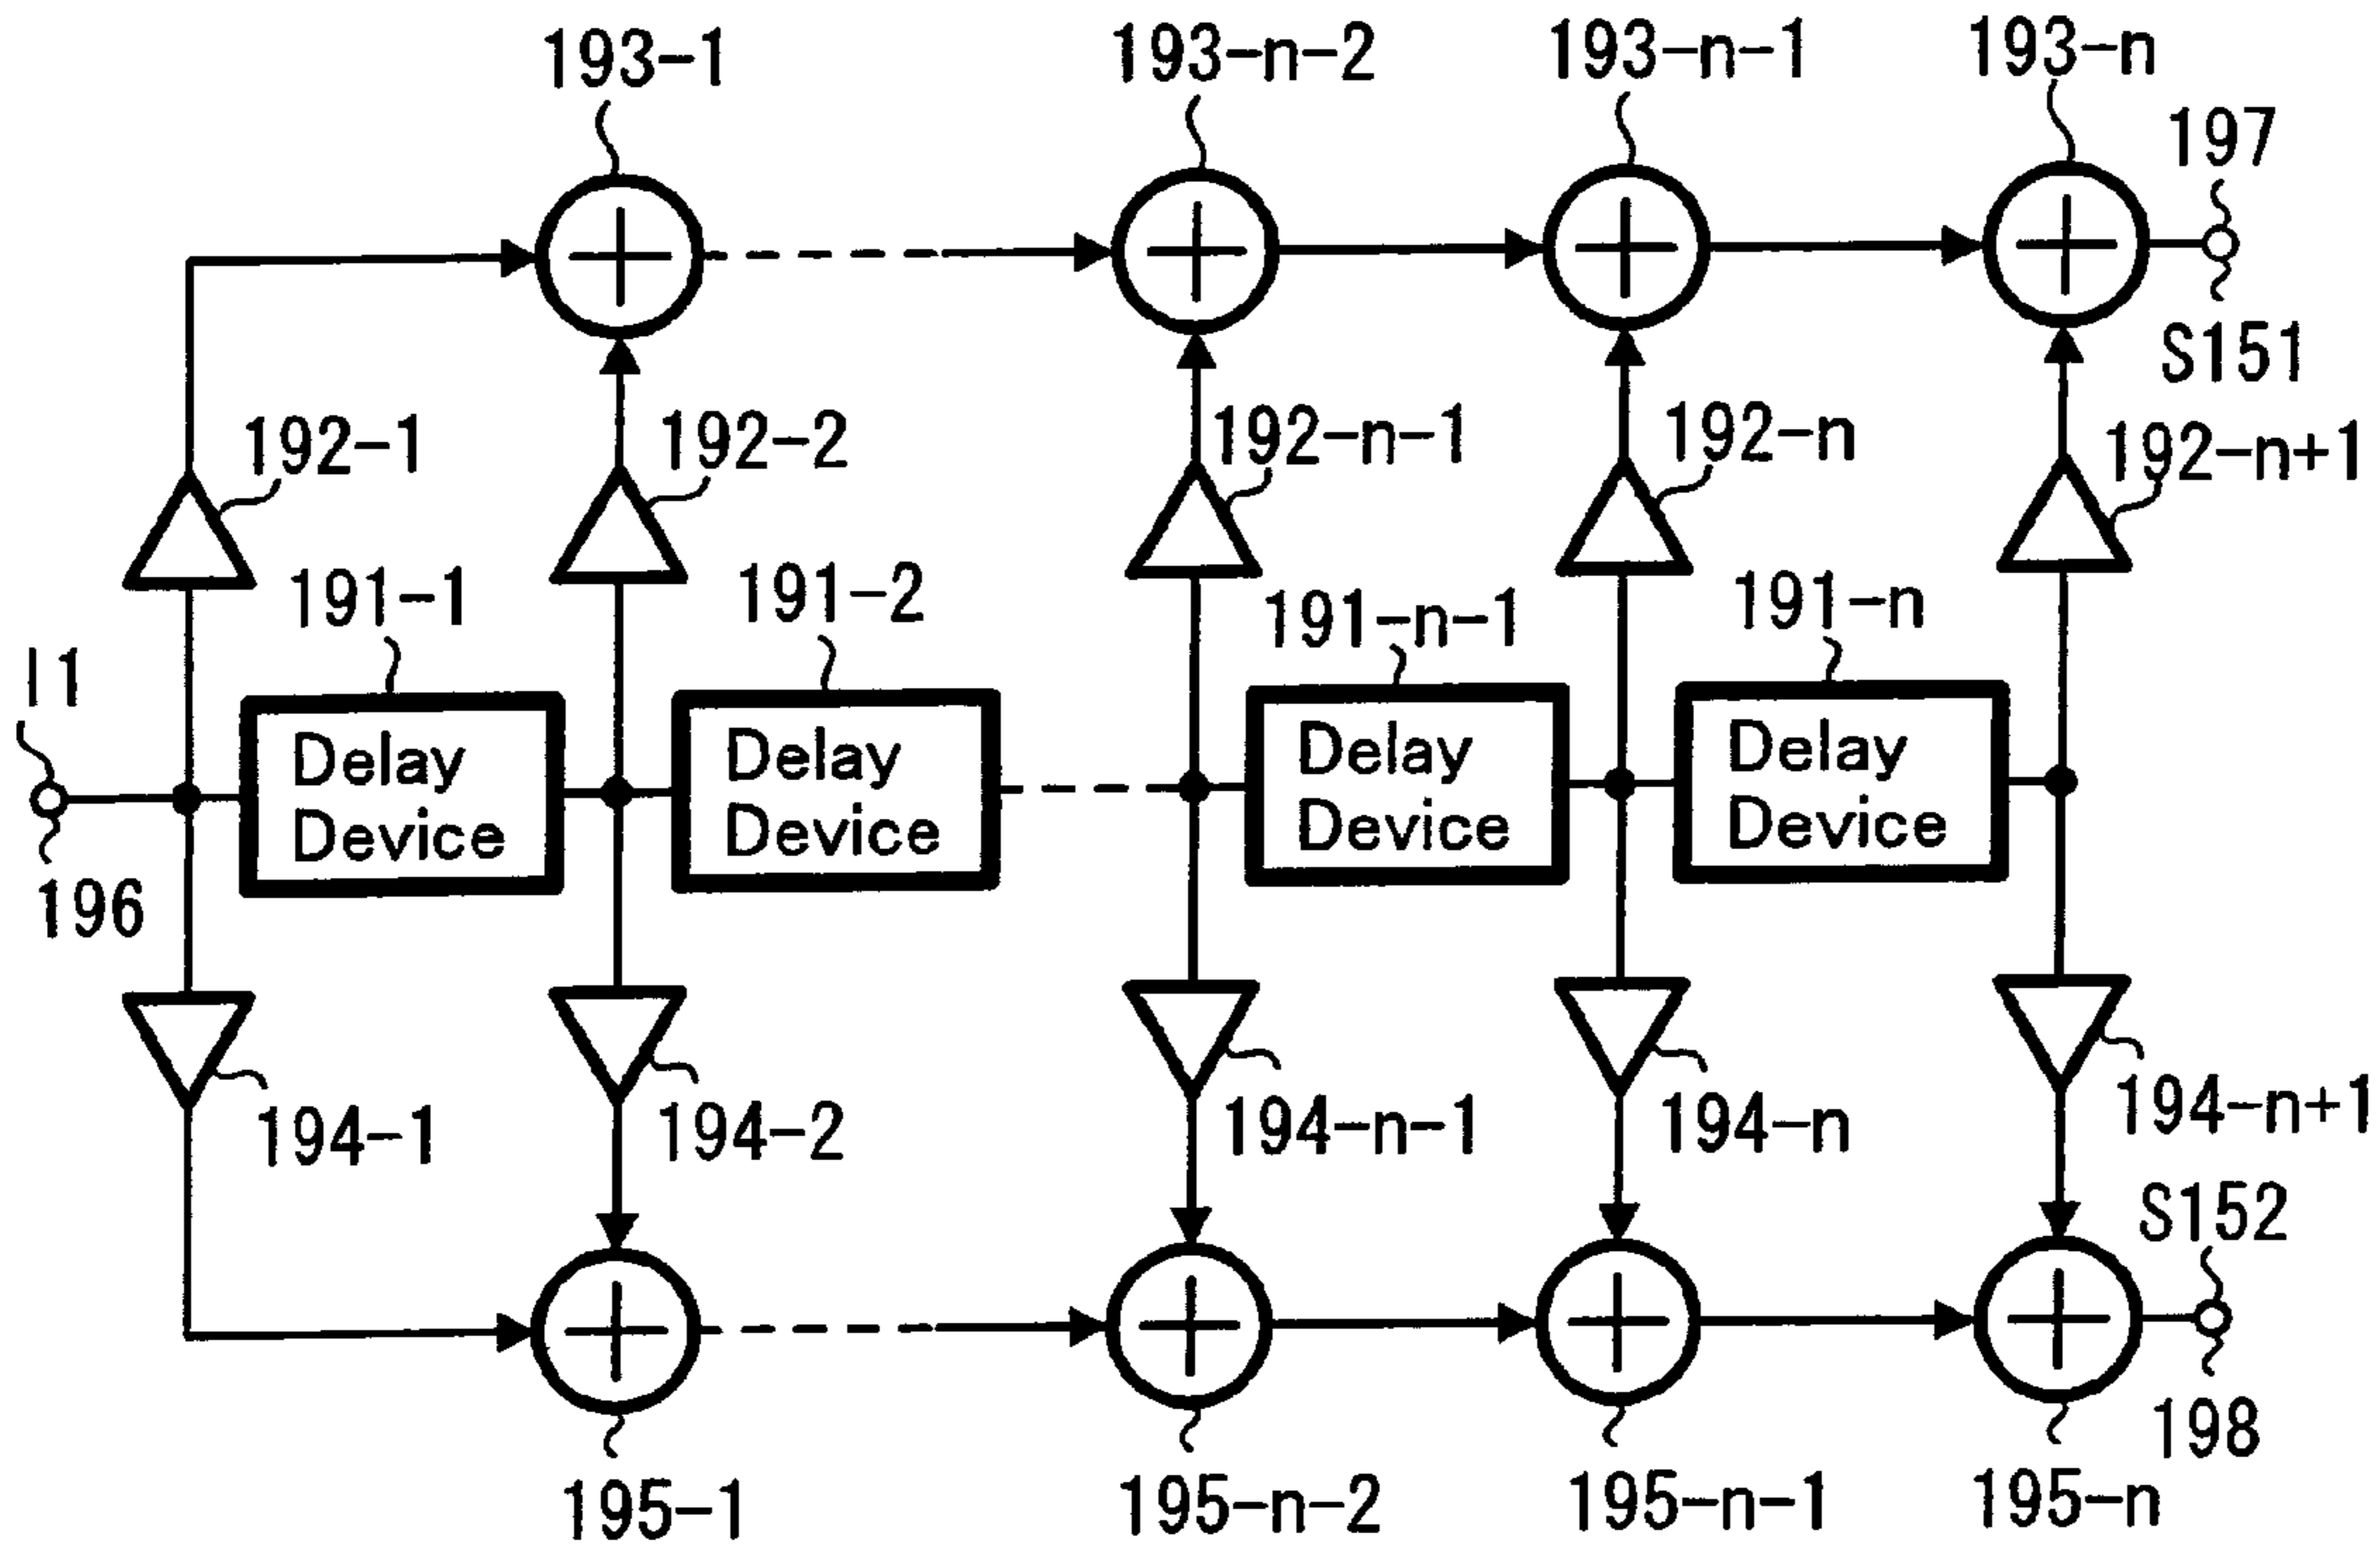 193-1
193-n-2
193-n-1
193-n
197
S151
192-1
192-2
192-n-1
192-n
192-n+1
191-1
191-2
191-n-1
191-n
I1
Delay
Device
Delay
Device
Delay
Device
Delay
Device
196
194-1
194-2
194-n-1
194-n
194-n+1
S152
198
195-1
195-n-2
195-n-1
195-n